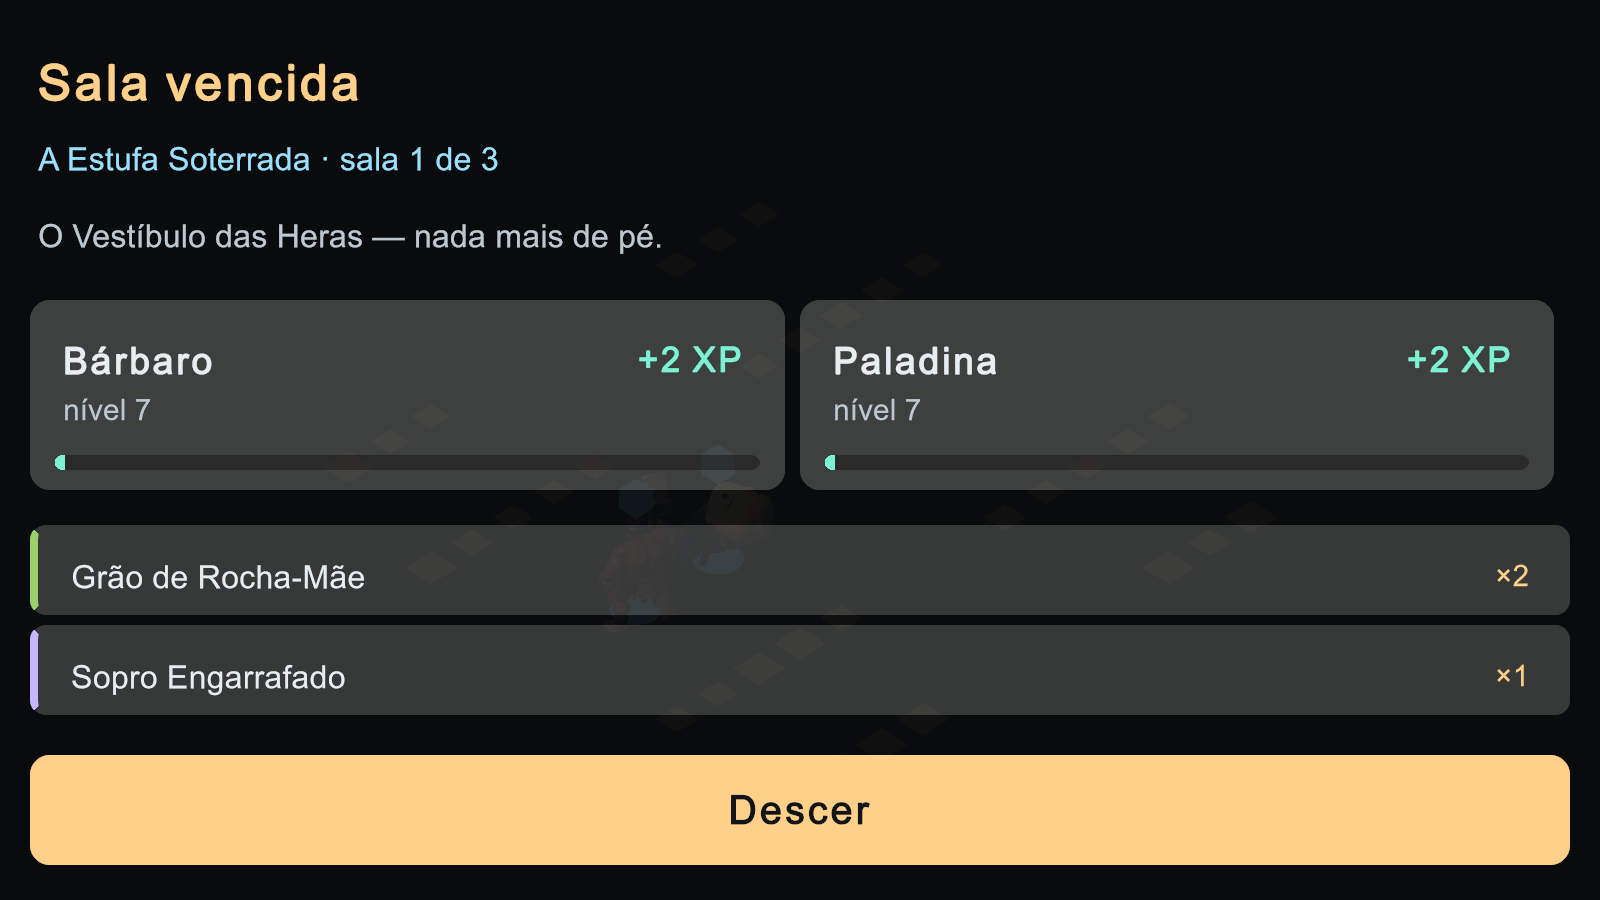 Sala vencida
A Estufa Soterrada · sala 1 de 3
O Vestíbulo das Heras — nada mais de pé.
Bárbaro
+2 XP
nível 7
Paladina
+2 XP
nível 7
Grão de Rocha-Mãe
×2
Sopro Engarrafado
×1
Descer